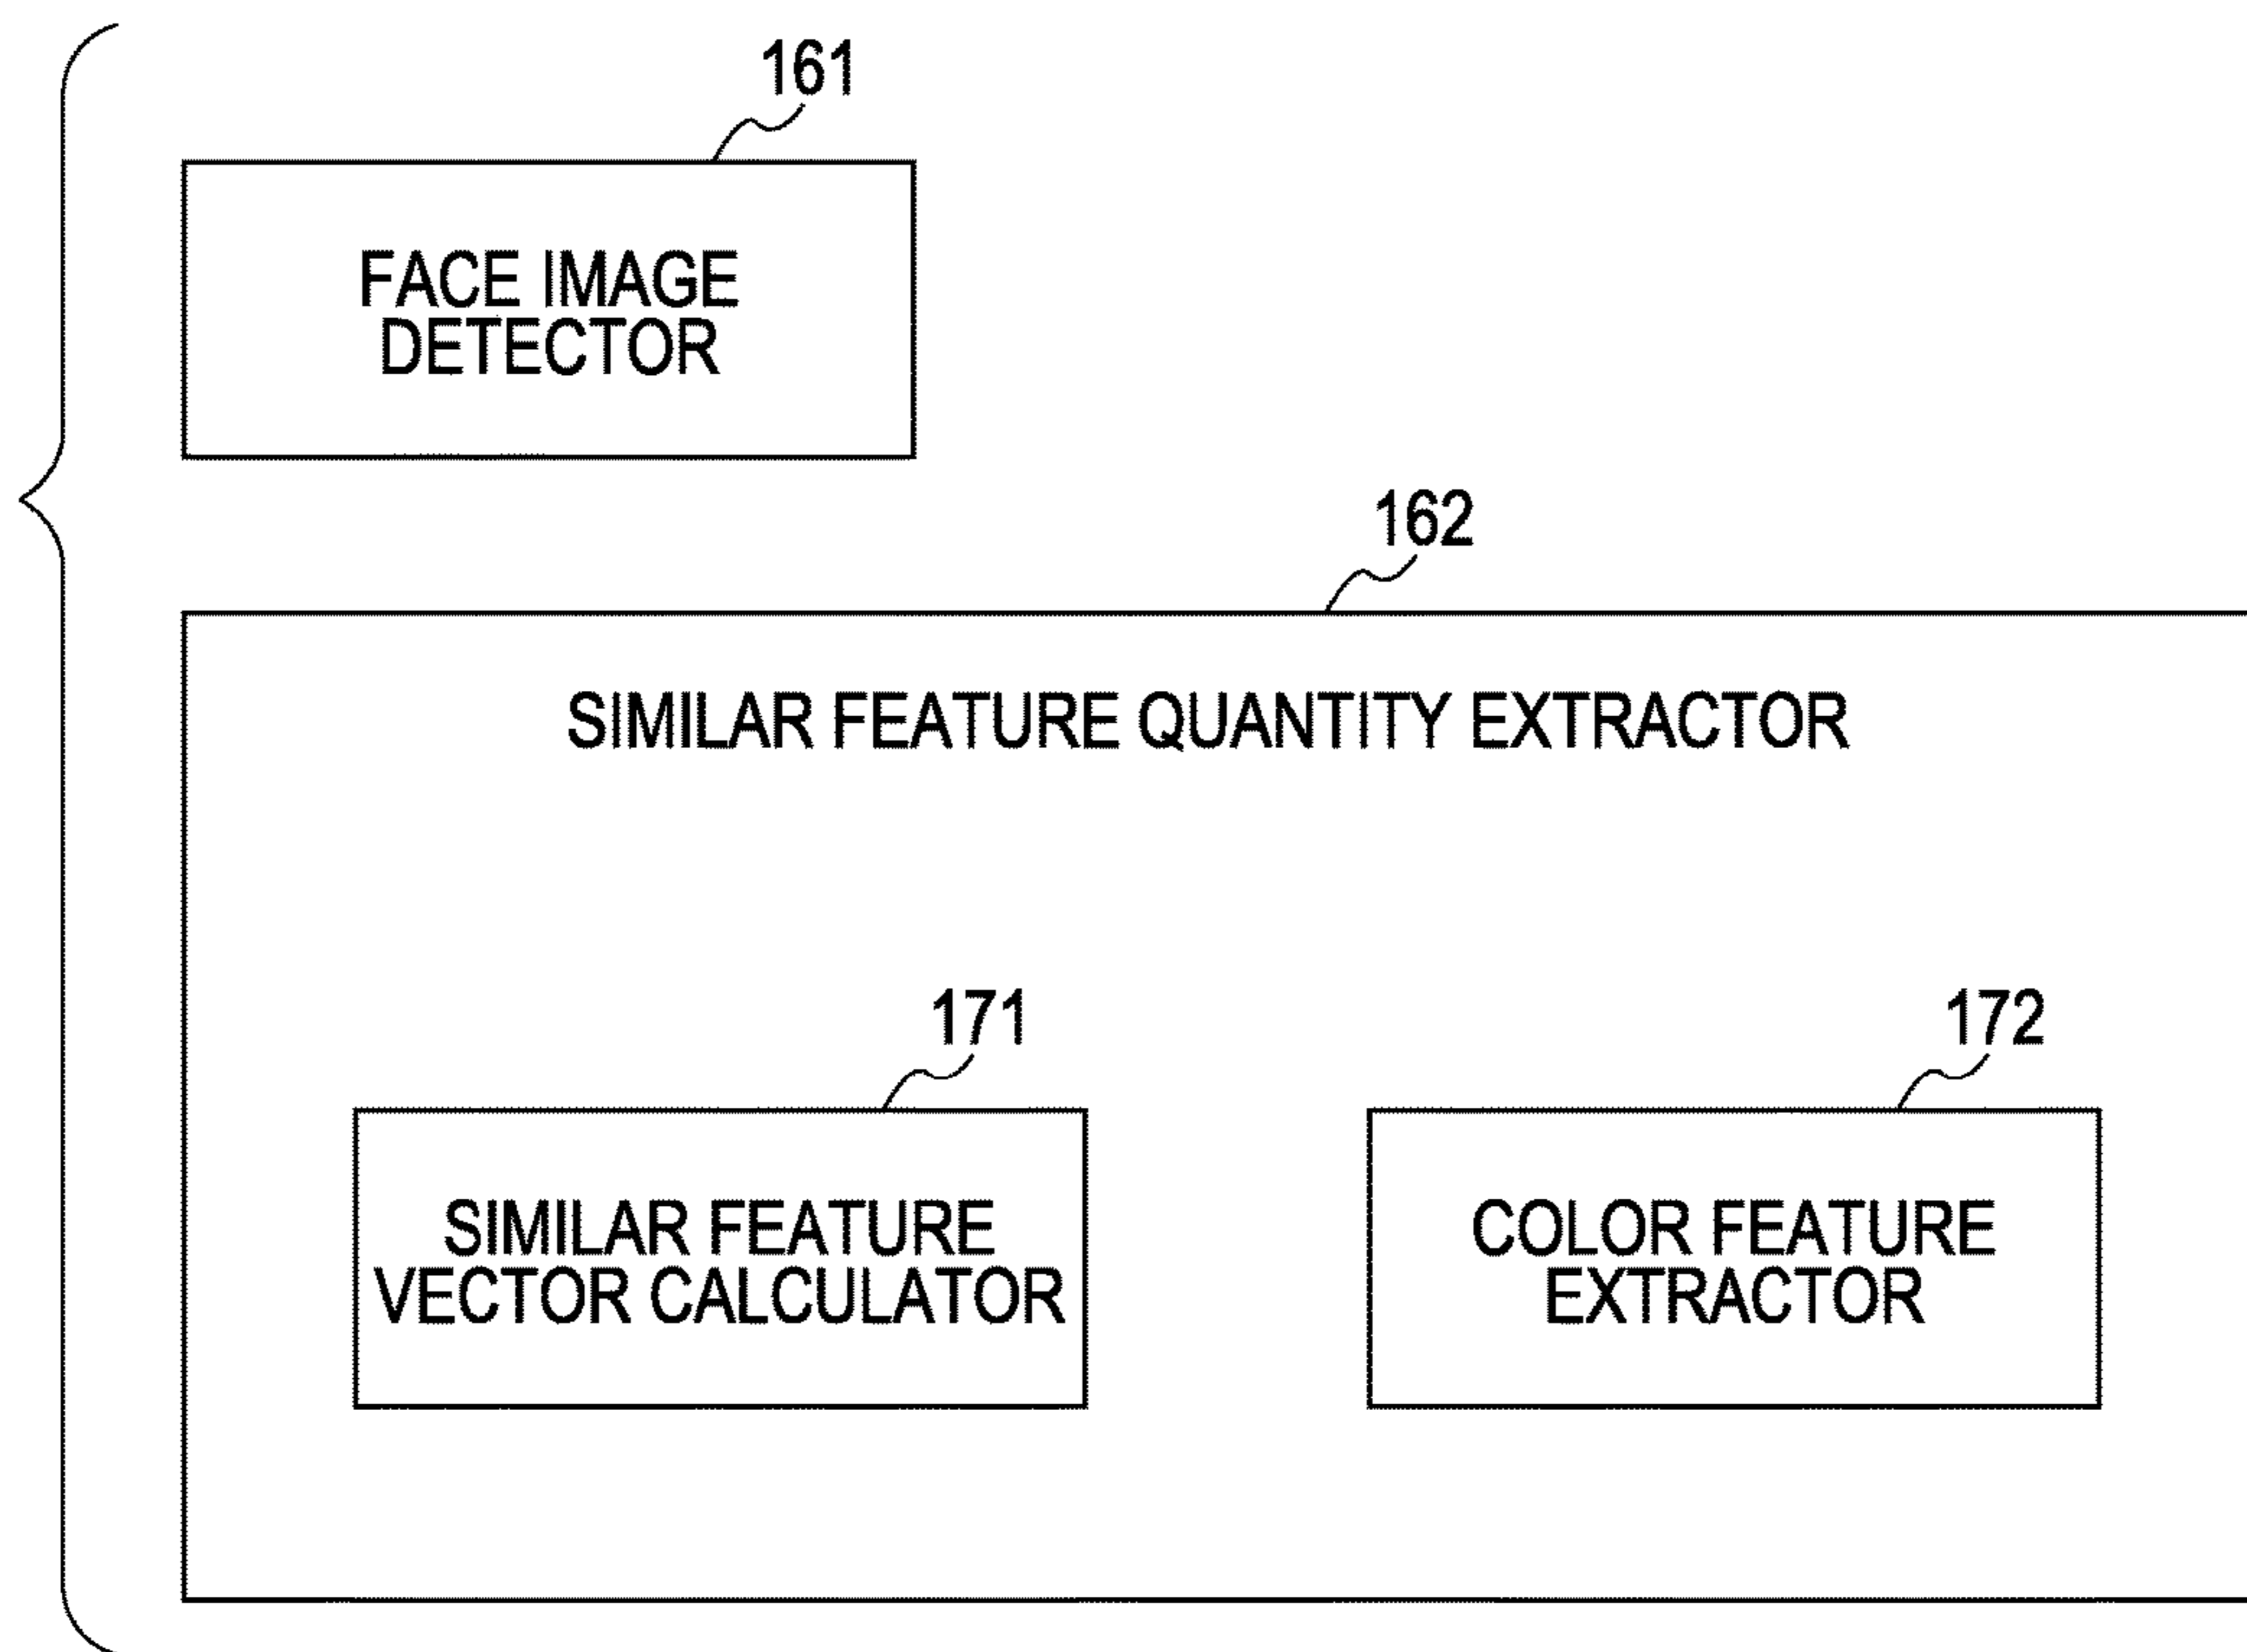 161
FACE IMAGE
DETECTOR
162
SIMILAR FEATURE QUANTITY EXTRACTOR
171
172
SIMILAR FEATURE
VECTOR CALCULATOR
COLOR FEATURE
EXTRACTOR